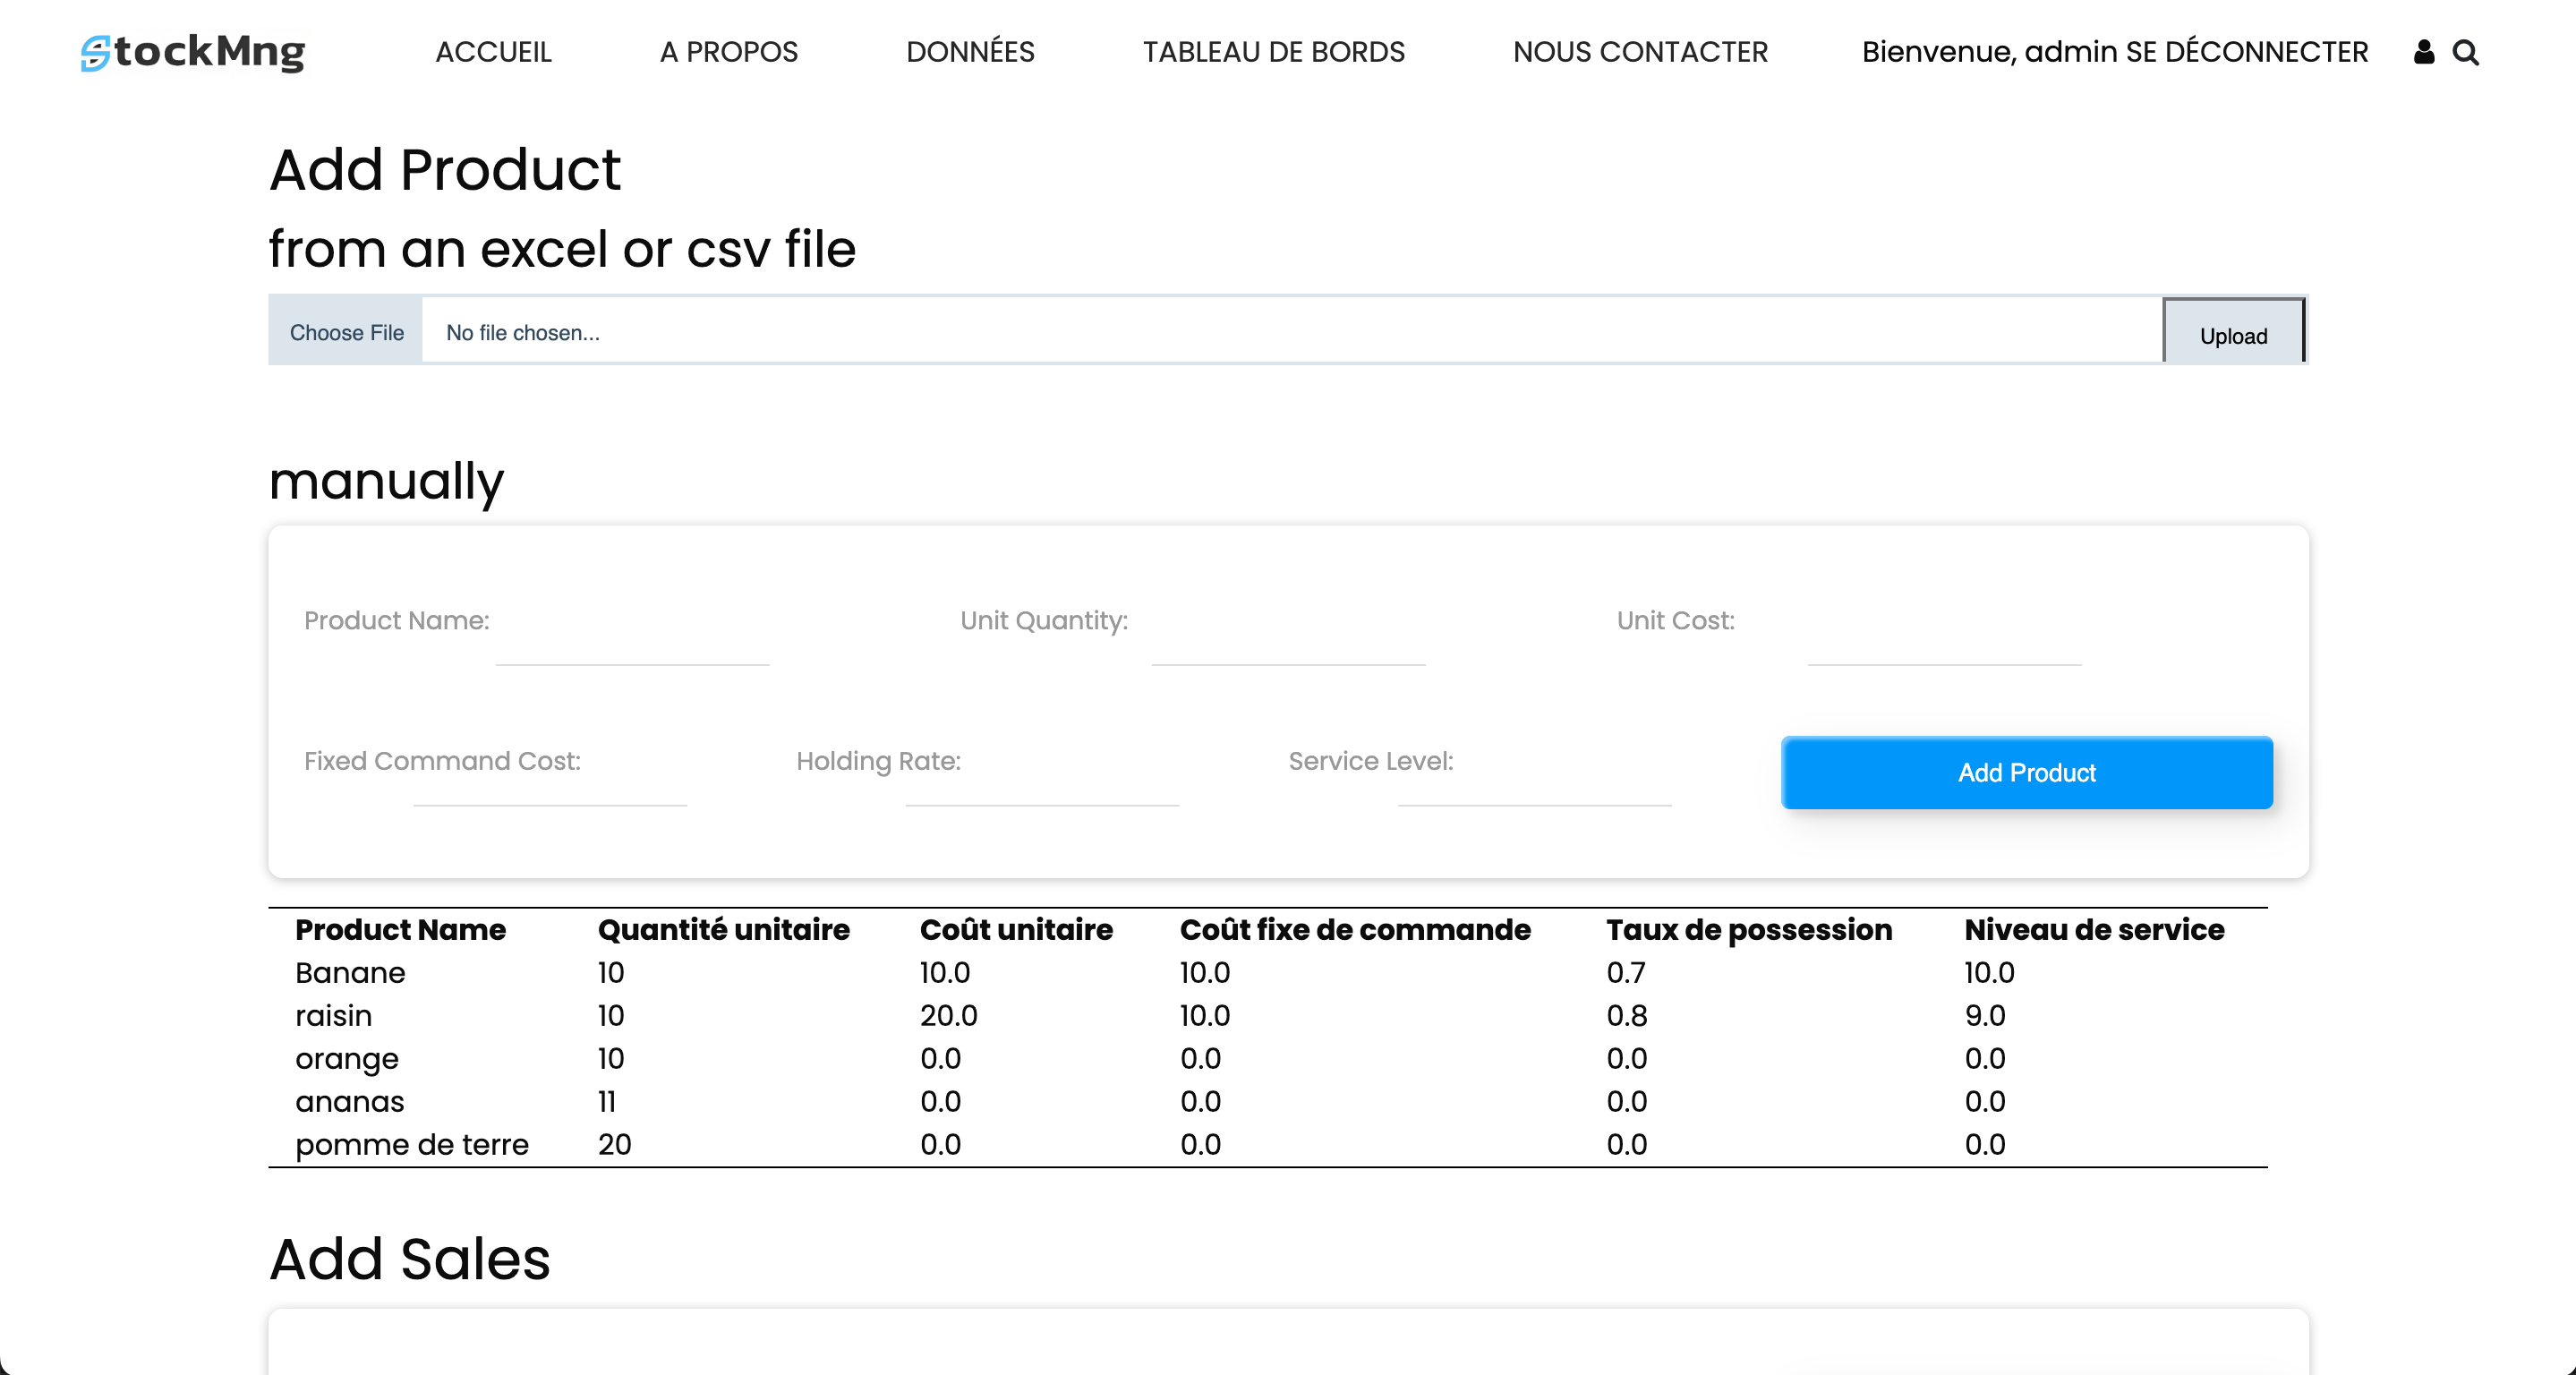 StockMng ACCUEIL A PROPOS DONNÉES TABLEAU DE BORDS NOUS CONTACTER Bienvenue, admin SE DÉCONNECTER
Add Product
from an excel or csv file
Choose File No file chosen... Upload
manually
Product Name: Unit Quantity: Unit Cost:
Fixed Command Cost: Holding Rate: Service Level: Add Product
Product Name Quantité unitaire Coût unitaire Coût fixe de commande Taux de possession Niveau de service
Banane 10 10.0 10.0 0.7 10.0
raisin 10 20.0 10.0 0.8 9.0
orange 10 0.0 0.0 0.0 0.0
ananas 11 0.0 0.0 0.0 0.0
pomme de terre 20 0.0 0.0 0.0 0.0
Add Sales